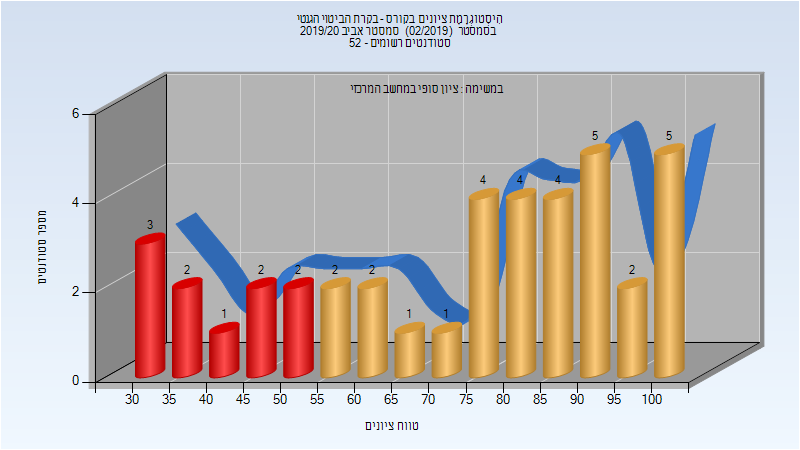 היסטוגרמת ציונים בקורס - בקרת הביטוי הגנטי
בסמסטר (02/2019) סמסטר אביב 2019/20
סטודנטים רשומים - 52
במשימה : ציון סופי במחשב המרכזי
מספר סטודנטים
6
4
2
0
3
2
1
2
2
2
2
1
1
4
4
4
5
2
5
30 35 40 45 50 55 60 65 70 75 80 85 90 95 100
טווח ציונים